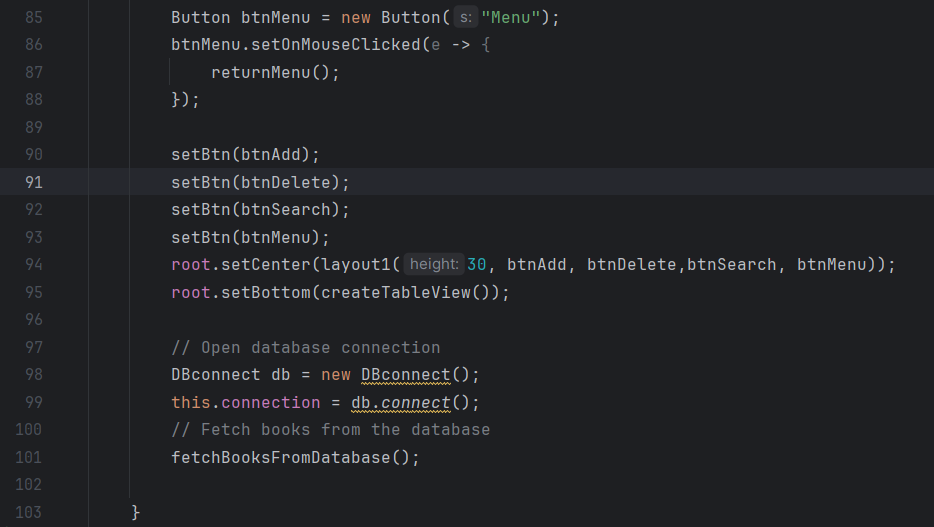 85 Button btnMenu = new Button( s: "Menu");
86 btnMenu.setOnMouseClicked(e -> {
87 returnMenu();
88 });
89
90 setBtn(btnAdd);
91 setBtn(btnDelete);
92 setBtn(btnSearch);
93 setBtn(btnMenu);
94 root.setCenter(layout1( height: 30, btnAdd, btnDelete,btnSearch, btnMenu));
95 root.setBottom(createTableView());
96
97 // Open database connection
98 DBconnect db = new DBconnect();
99 this.connection = db.connect();
100 // Fetch books from the database
101 fetchBooksFromDatabase();
102
103 }